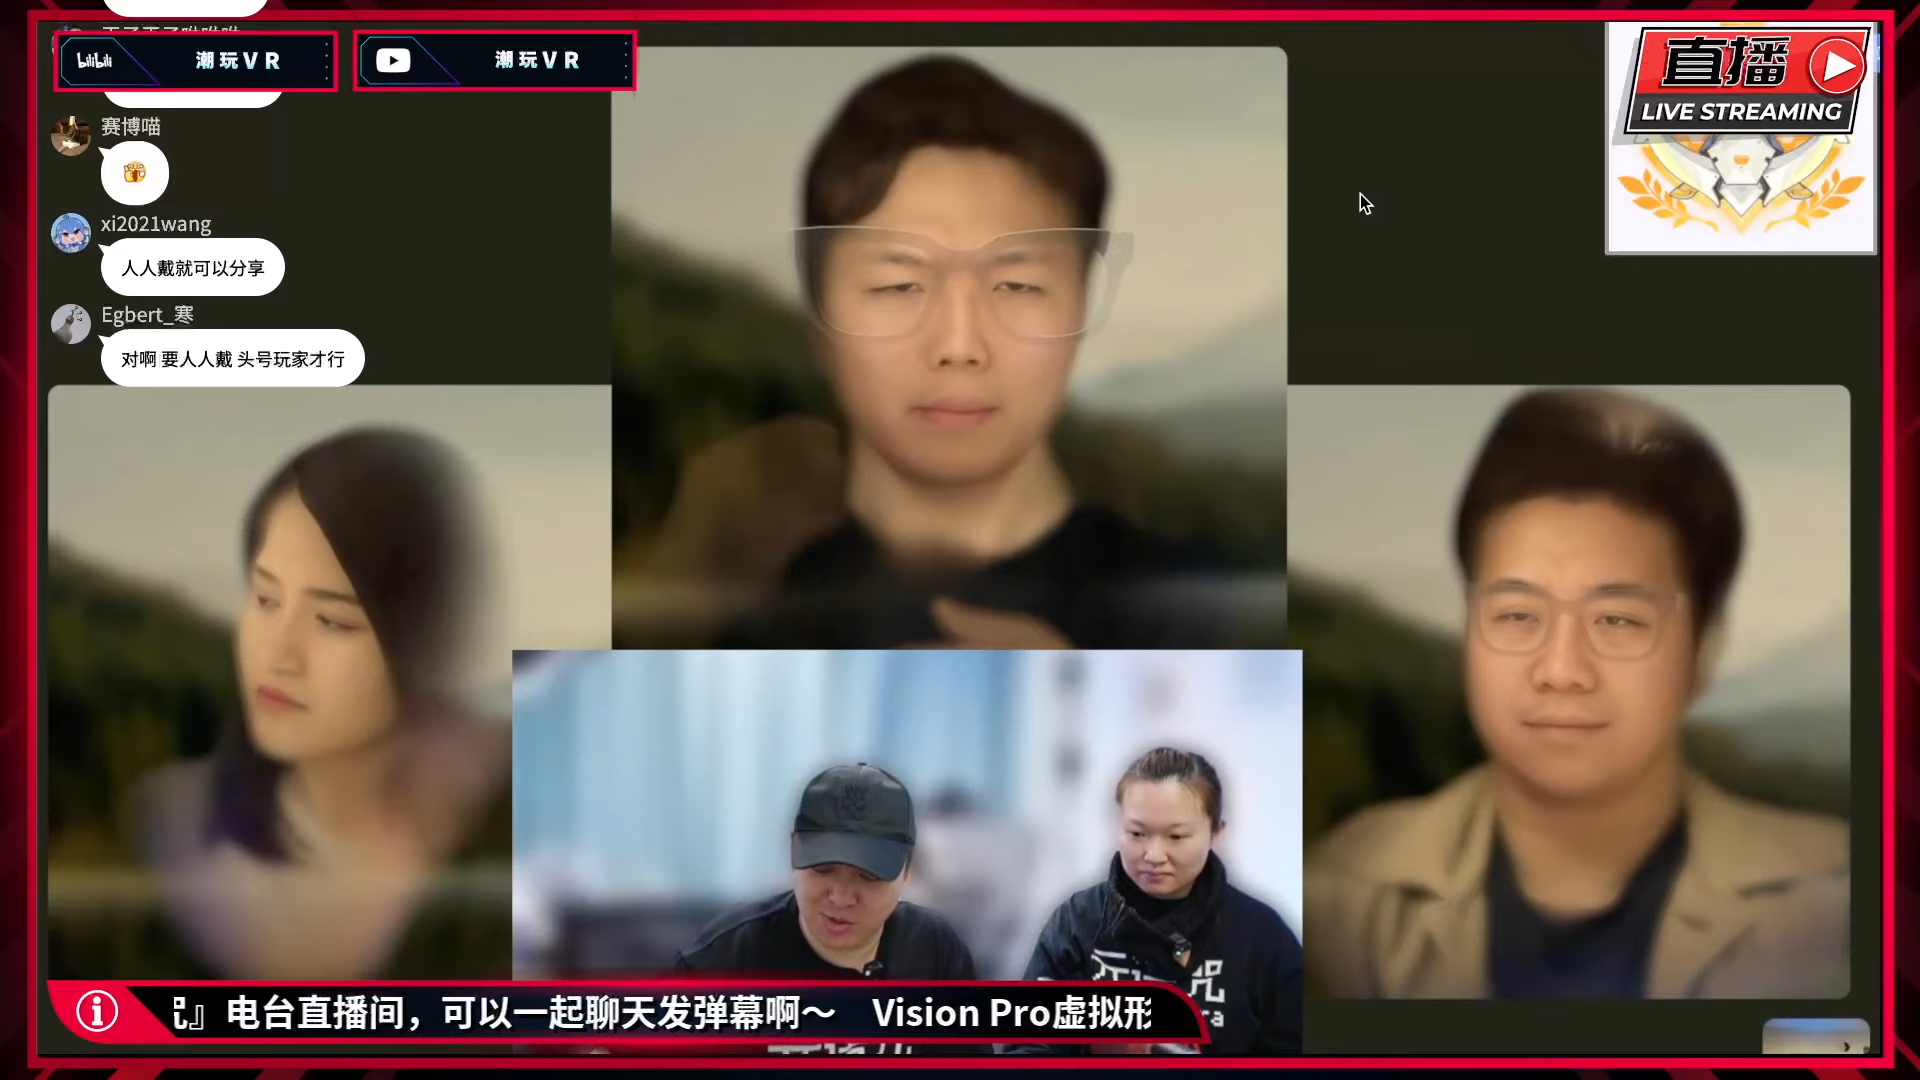 bilibili 潮玩VR
潮玩VR
直播
LIVE STREAMING
赛博喵
xi2021wang
人人戴就可以分享
Egbert_寒
对啊 要人人戴 头号玩家才行
』电台直播间，可以一起聊天发弹幕啊～ Vision Pro虚拟形